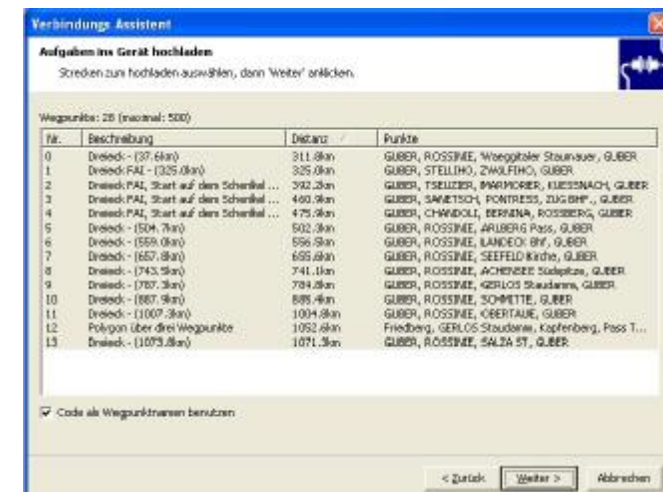 Verbindungs Assistent
Aufgaben ins Gerät hochladen
Strecken zum hochladen auswählen, dann 'Weiter' anklicken.
Wegpunkte: 28 (maximal: 500)
Nr. Beschreibung Distanz Punkte
0 Dreieck - (37.6km) 311.8km GUBER, ROSSINIE, Waeggitaler Staumauer, GUBER
1 Dreieck FAI - (325.0km) 325.0km GUBER, STELLIHO, ZWÖLFIHO, GUBER
2 Dreieck FAI, Start auf dem Schenkel ... 392.2km GUBER, TSEUZIER, MARMORER, KUESSNACH, GUBER
3 Dreieck FAI, Start auf dem Schenkel ... 460.9km GUBER, SANETSCH, PONTRESS, ZUG BHF., GUBER
4 Dreieck FAI, Start auf dem Schenkel ... 475.9km GUBER, CHANDOLI, BERNINA, ROSSBERG, GUBER
5 Dreieck - (504.7km) 502.3km GUBER, ROSSINIE, ARLBERG Pass, GUBER
6 Dreieck - (559.0km) 556.5km GUBER, ROSSINIE, LANDECK Bhf, GUBER
7 Dreieck - (657.8km) 655.6km GUBER, ROSSINIE, SEEFELD Kirche, GUBER
8 Dreieck - (743.5km) 741.1km GUBER, ROSSINIE, ACHENSEE Südspitze, GUBER
9 Dreieck - (787.3km) 784.8km GUBER, ROSSINIE, GERLOS Staudamm, GUBER
10 Dreieck - (887.9km) 885.4km GUBER, ROSSINIE, SCHMITTE, GUBER
11 Dreieck - (1007.3km) 1004.8km GUBER, ROSSINIE, OBERTAUE, GUBER
12 Polygon über drei Wegpunkte 1052.6km Friedberg, GERLOS Staudamm, Kapfenberg, Pass T...
13 Dreieck - (1073.8km) 1071.3km GUBER, ROSSINIE, SALZA ST, GUBER
Code als Wegpunktnamen benutzen
< Zurück Weiter > Abbrechen